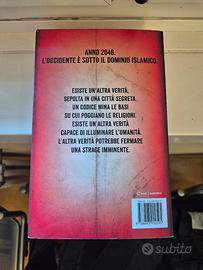 ANNO 2046.
L'OCCIDENTE È SOTTO IL DOMINIO ISLAMICO.
ESISTE UN'ALTRA VERITÀ,
SEPOLTA IN UNA CITTÀ SEGRETA.
UN CODICE MINA LE BASI
SU CUI POGGIANO LE RELIGIONI.
ESISTE UN'ALTRA VERITÀ
CAPACE DI ILLUMINARE L'OMANITÀ.
L'ALTRA VERITÀ POTREBBE FERMARE
UNA STRAGE IMMINENTE.
subito